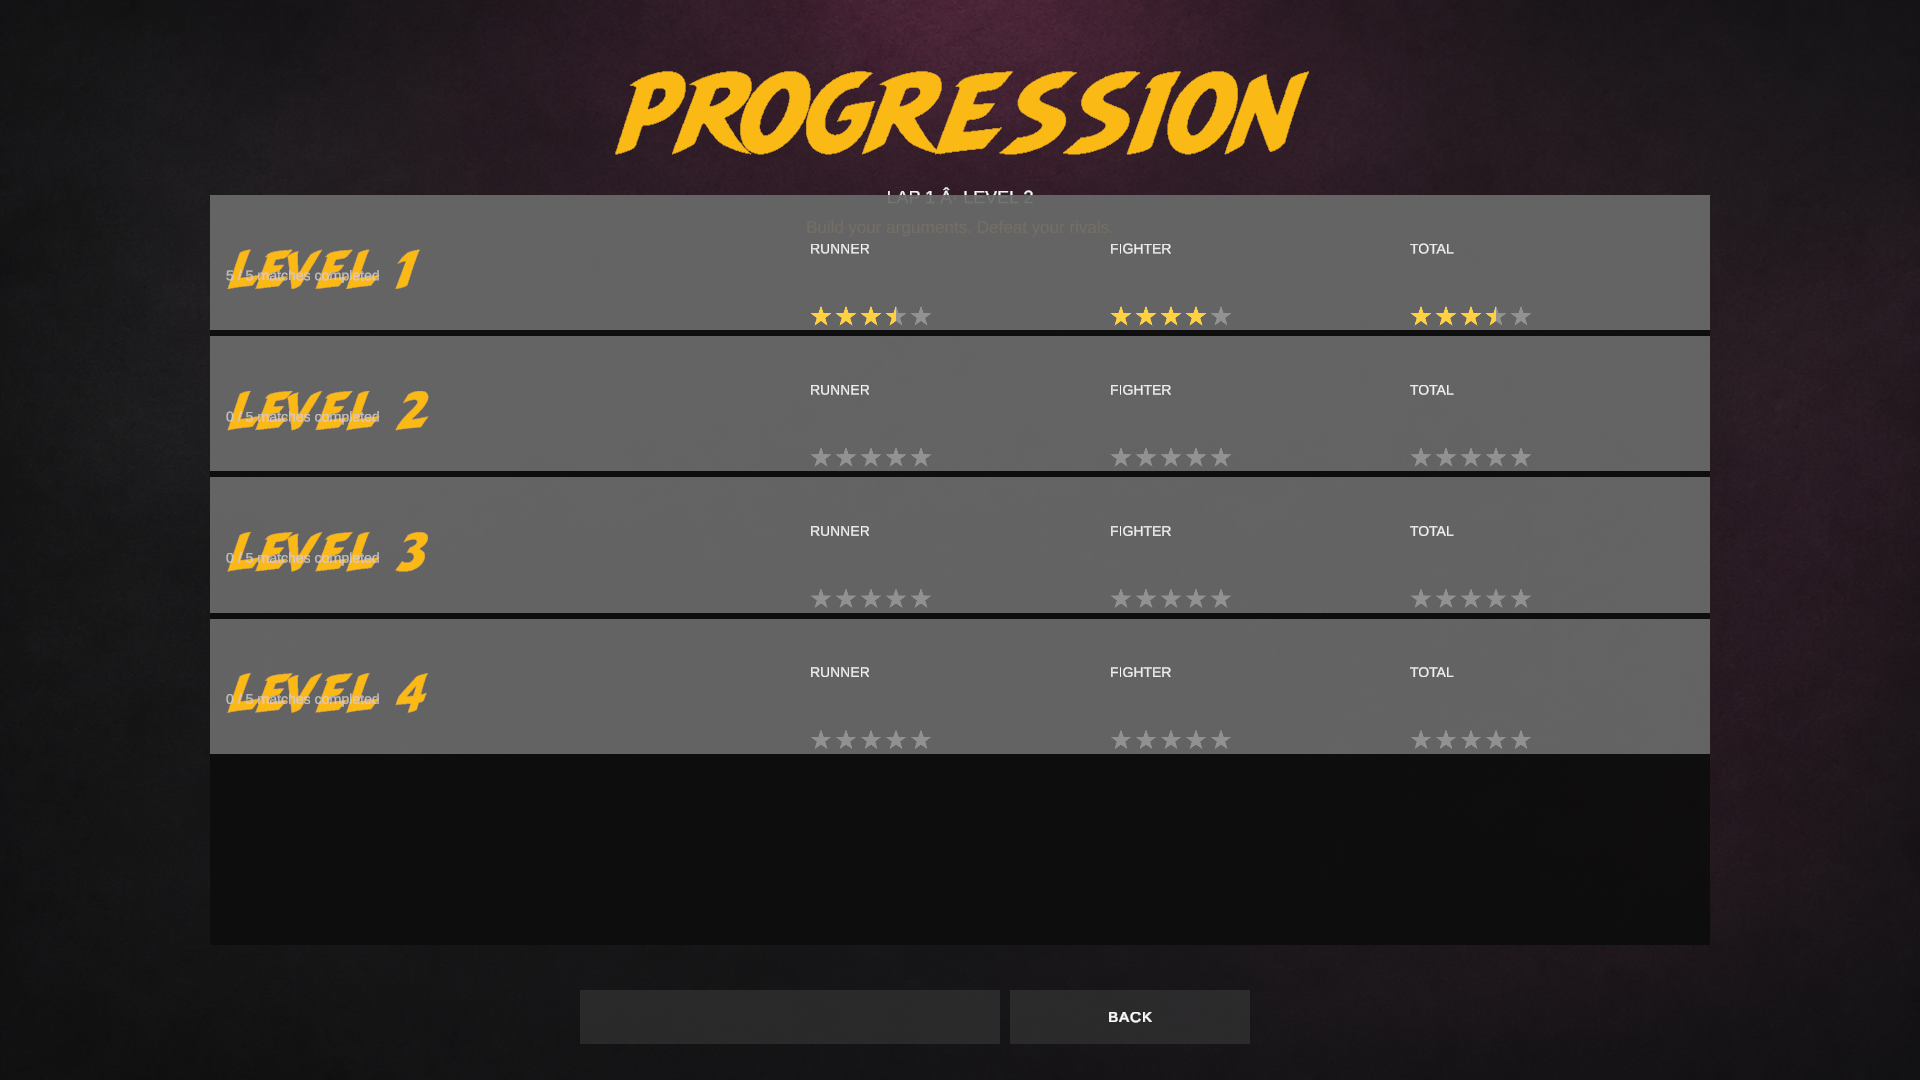 PROGRESSION
LAP 1 Â· LEVEL 2
Build your arguments. Defeat your rivals.
LEVEL 1
5 / 5 matches completed
RUNNER
FIGHTER
TOTAL
LEVEL 2
0 / 5 matches completed
RUNNER
FIGHTER
TOTAL
LEVEL 3
0 / 5 matches completed
RUNNER
FIGHTER
TOTAL
LEVEL 4
0 / 5 matches completed
RUNNER
FIGHTER
TOTAL
BACK